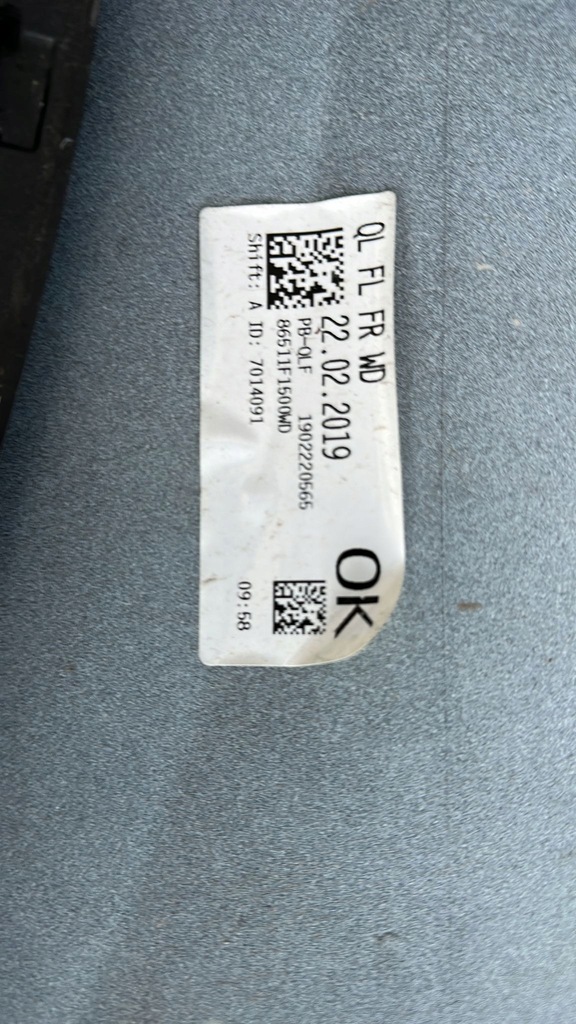 QL FL FR WD
22.02.2019
OK
PB-QLF 1902220565
86511F1500WD
Shift: A ID: 7014091
09:58